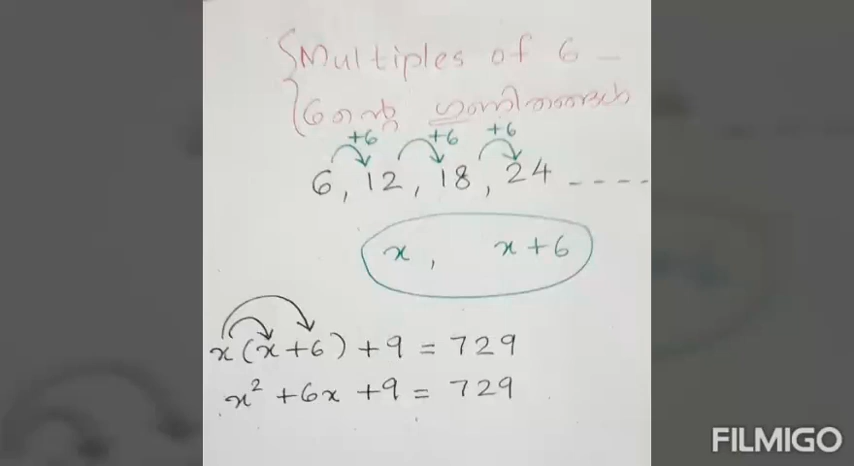 Multiples of 6 -
6 ന്റെ ഗുണിതങ്ങൾ
+6 +6 +6
6, 12, 18, 24 ----
x, x+6
x(x+6) + 9 = 729
x² + 6x + 9 = 729
FILMIGO